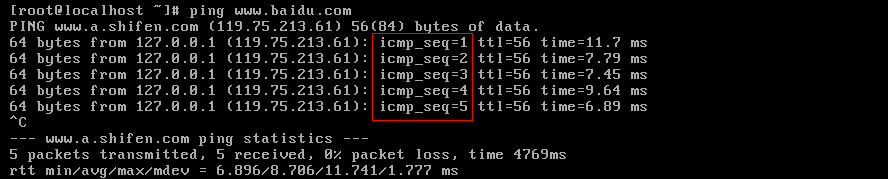 [root@localhost ~]# ping www.baidu.com
PING www.a.shifen.com (119.75.213.61) 56(84) bytes of data.
64 bytes from 127.0.0.1 (119.75.213.61): icmp_seq=1 ttl=56 time=11.7 ms
64 bytes from 127.0.0.1 (119.75.213.61): icmp_seq=2 ttl=56 time=7.79 ms
64 bytes from 127.0.0.1 (119.75.213.61): icmp_seq=3 ttl=56 time=7.45 ms
64 bytes from 127.0.0.1 (119.75.213.61): icmp_seq=4 ttl=56 time=9.64 ms
64 bytes from 127.0.0.1 (119.75.213.61): icmp_seq=5 ttl=56 time=6.89 ms
^C
--- www.a.shifen.com ping statistics ---
5 packets transmitted, 5 received, 0% packet loss, time 4769ms
rtt min/avg/max/mdev = 6.896/8.706/11.741/1.777 ms